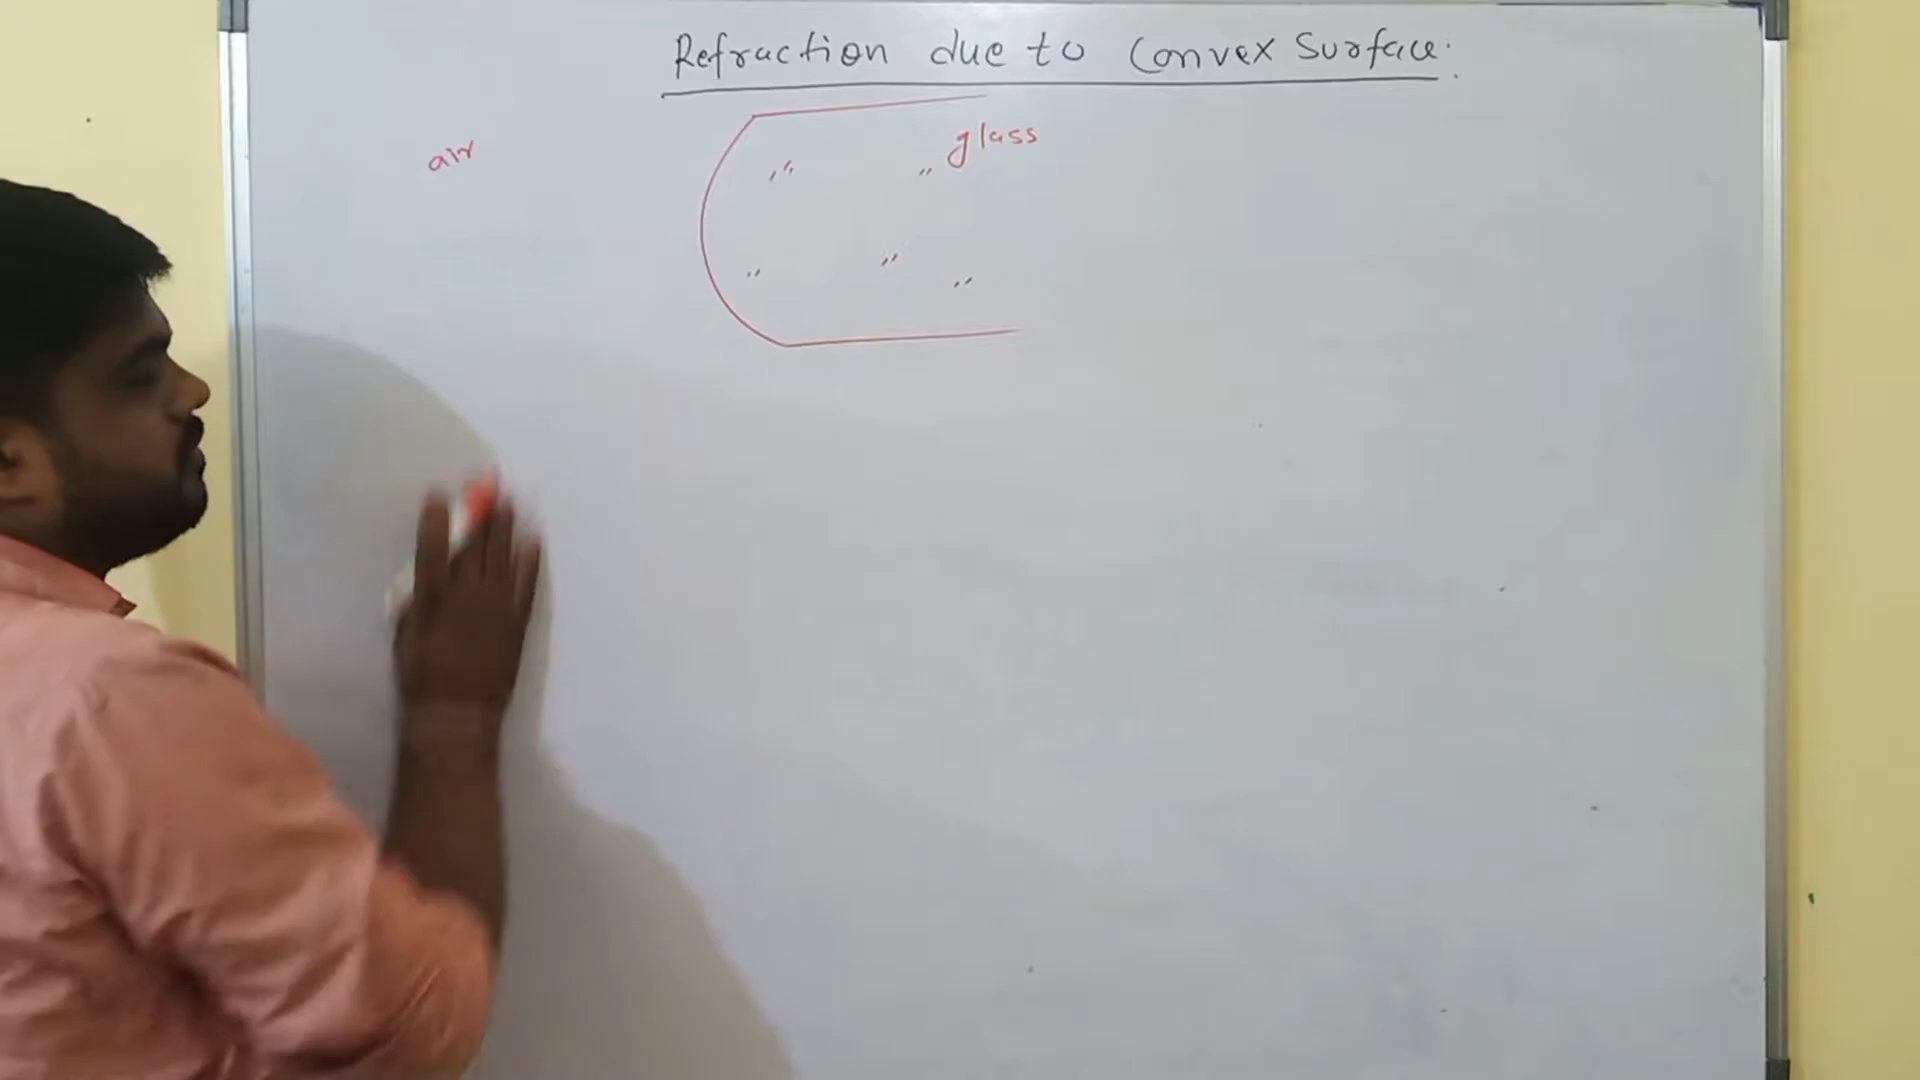 Refraction due to Convex Surface.
air
glass